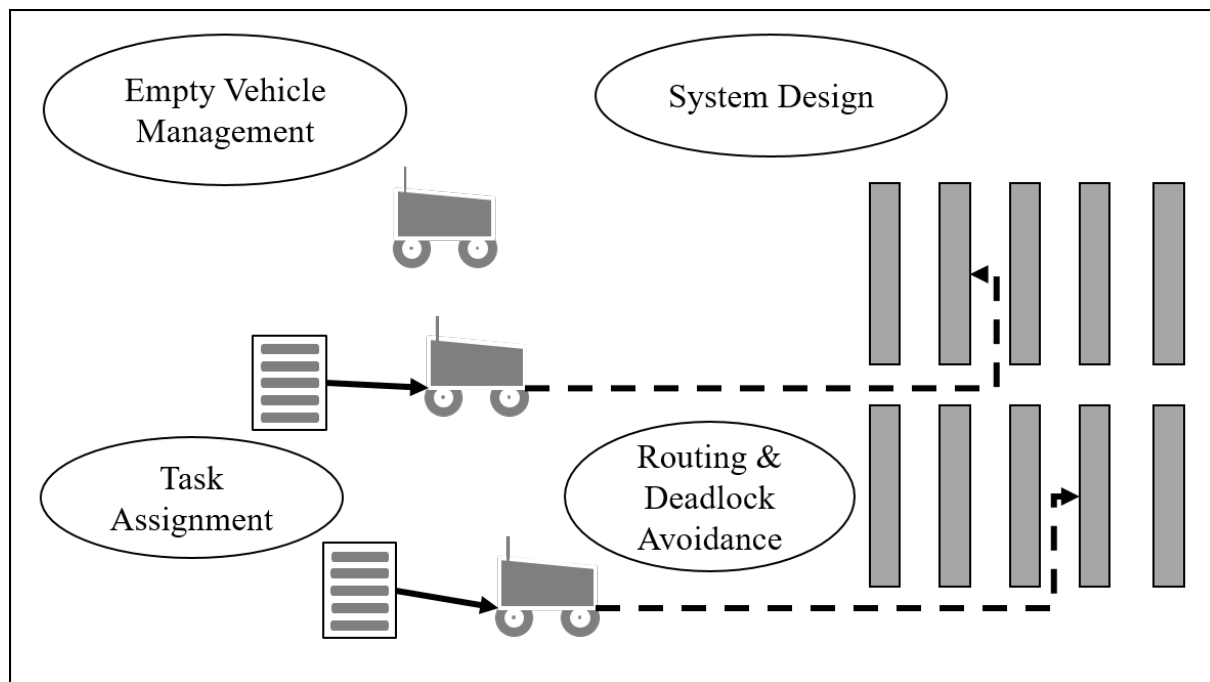 Empty Vehicle
Management
System Design
Task
Assignment
Routing &
Deadlock
Avoidance